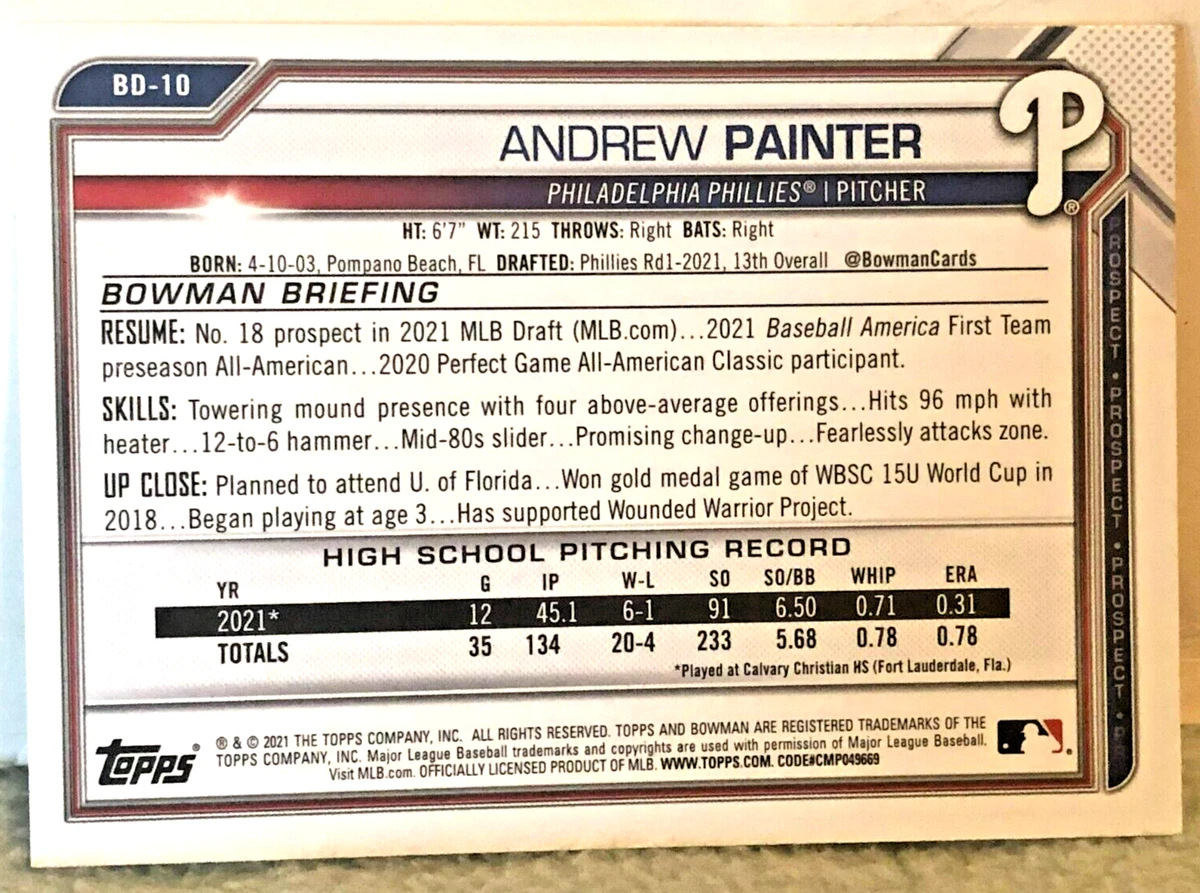 BD-10
P®
ANDREW PAINTER
PHILADELPHIA PHILLIES® | PITCHER
HT: 6'7" WT: 215 THROWS: Right BATS: Right
BORN: 4-10-03, Pompano Beach, FL DRAFTED: Phillies Rd1-2021, 13th Overall @BowmanCards
BOWMAN BRIEFING
RESUME: No. 18 prospect in 2021 MLB Draft (MLB.com)...2021 Baseball America First Team
preseason All-American...2020 Perfect Game All-American Classic participant.
SKILLS: Towering mound presence with four above-average offerings...Hits 96 mph with
heater...12-to-6 hammer...Mid-80s slider...Promising change-up...Fearlessly attacks zone.
UP CLOSE: Planned to attend U. of Florida...Won gold medal game of WBSC 15U World Cup in
2018...Began playing at age 3...Has supported Wounded Warrior Project.
HIGH SCHOOL PITCHING RECORD
YR G IP W-L SO SO/BB WHIP ERA
2021* 12 45.1 6-1 91 6.50 0.71 0.31
TOTALS 35 134 20-4 233 5.68 0.78 0.78
*Played at Calvary Christian HS (Fort Lauderdale, Fla.)
TOPPS®
® & © 2021 THE TOPPS COMPANY, INC. ALL RIGHTS RESERVED. TOPPS AND BOWMAN ARE REGISTERED TRADEMARKS OF THE
TOPPS COMPANY, INC. Major League Baseball trademarks and copyrights are used with permission of Major League Baseball.
Visit MLB.com. OFFICIALLY LICENSED PRODUCT OF MLB. WWW.TOPPS.COM. CODE#CMP049669
PROSPECT • PROSPECT • PROSPECT • PR